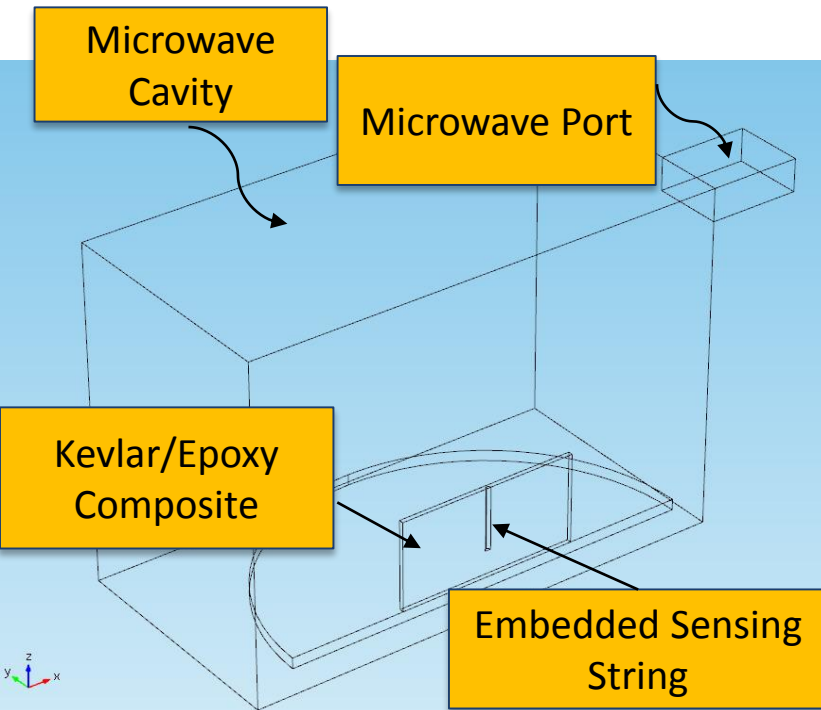 Microwave
Cavity
Microwave Port
Kevlar/Epoxy
Composite
Embedded Sensing
String
z
y
x